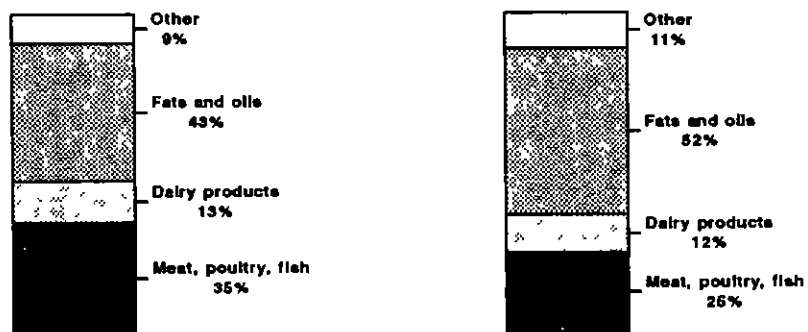 Other
9%
Fats and oils
43%
Dairy products
13%
Meat, poultry, fish
35%
Other
11%
Fats and oils
52%
Dairy products
12%
Meat, poultry, fish
25%